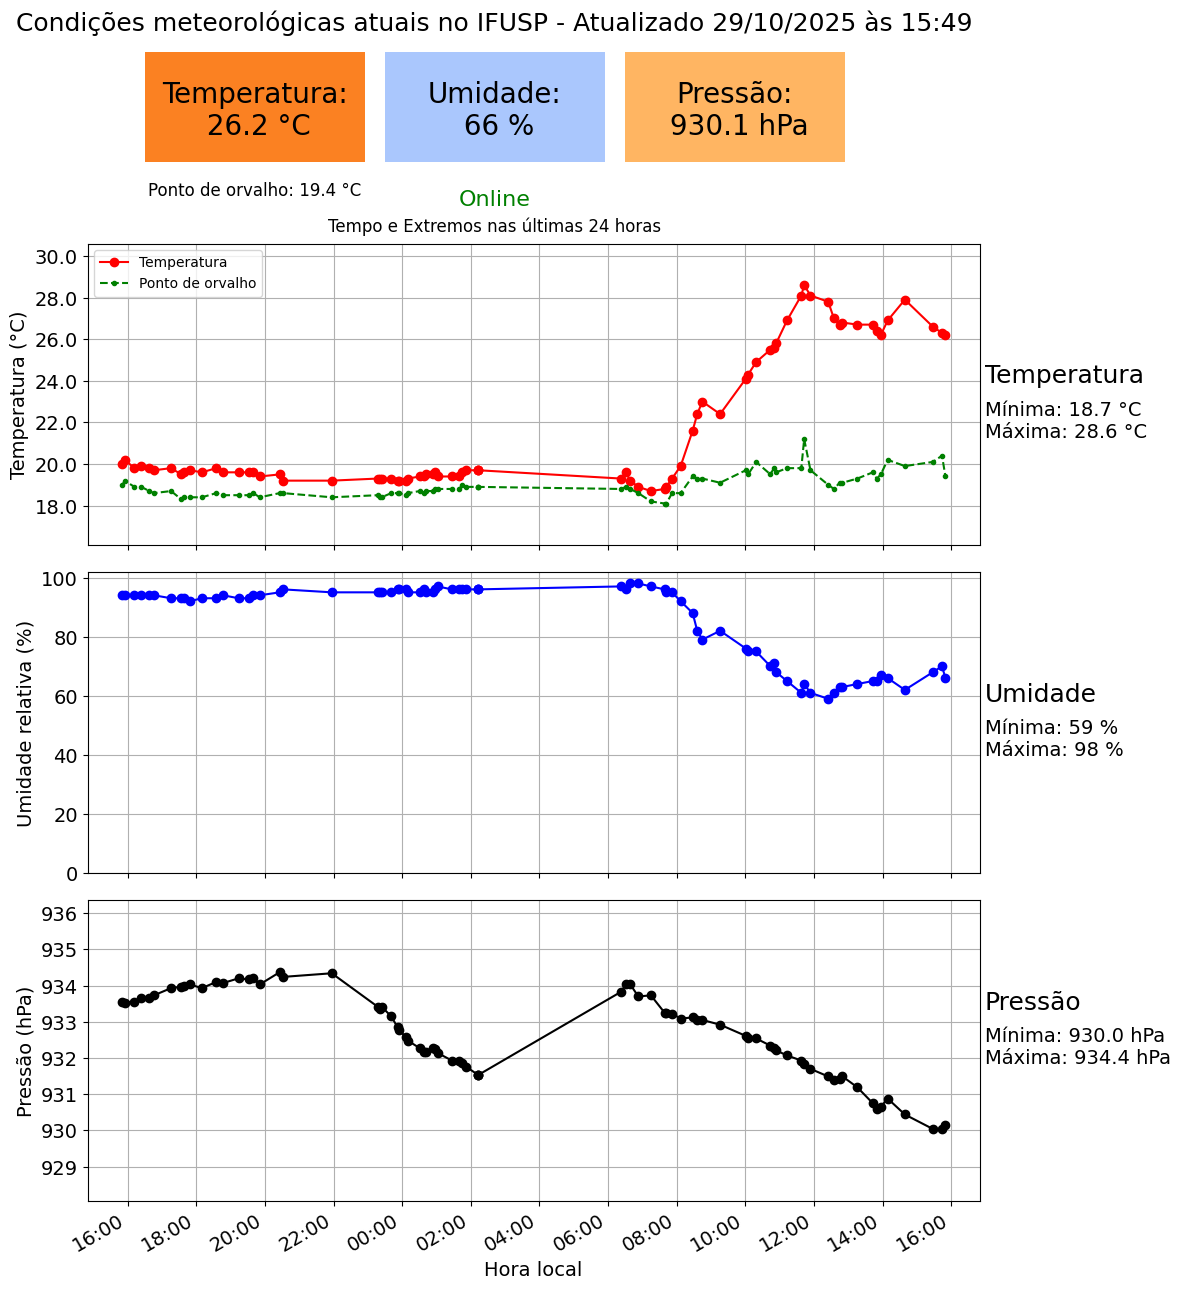 Condições meteorológicas atuais no IFUSP - Atualizado 29/10/2025 às 15:49
Temperatura:
26.2 °C
Umidade:
66 %
Pressão:
930.1 hPa
Ponto de orvalho: 19.4 °C
Online
Tempo e Extremos nas últimas 24 horas
Temperatura (°C)
30.0
28.0
26.0
24.0
22.0
20.0
18.0
Temperatura
Ponto de orvalho
Temperatura
Mínima: 18.7 °C
Máxima: 28.6 °C
Umidade relativa (%)
100
80
60
40
20
0
Umidade
Mínima: 59 %
Máxima: 98 %
Pressão (hPa)
936
935
934
933
932
931
930
929
Pressão
Mínima: 930.0 hPa
Máxima: 934.4 hPa
16:00 18:00 20:00 22:00 00:00 02:00 04:00 06:00 08:00 10:00 12:00 14:00 16:00
Hora local